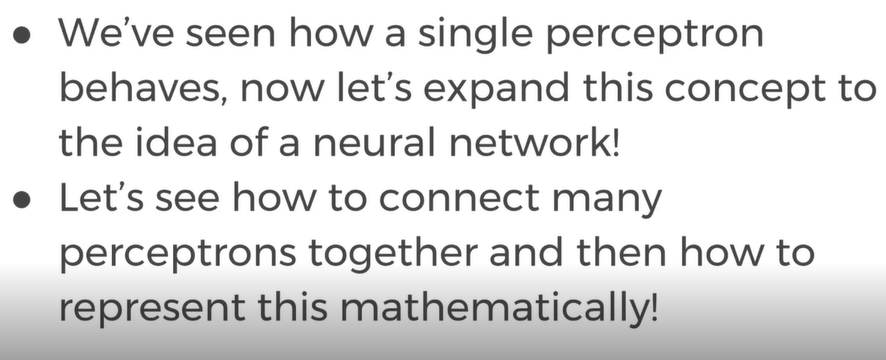 ● We’ve seen how a single perceptron
behaves, now let’s expand this concept to
the idea of a neural network!
● Let’s see how to connect many
perceptrons together and then how to
represent this mathematically!